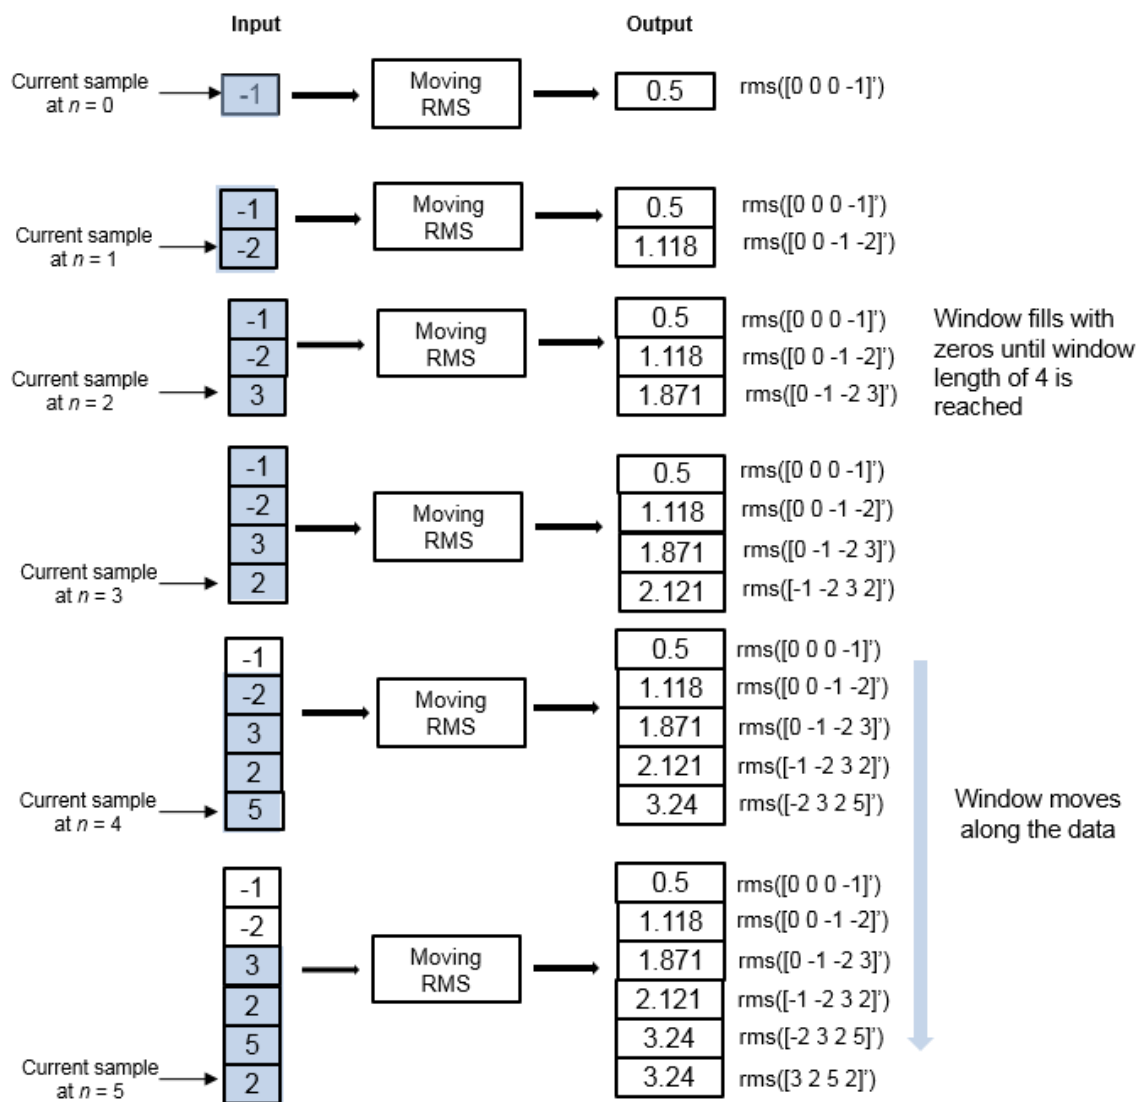 Input
Output
Current sample
at n = 0
-1
Moving
RMS
0.5
rms([0 0 0 -1]')
Current sample
at n = 1
-1
-2
Moving
RMS
0.5
1.118
rms([0 0 0 -1]')
rms([0 0 -1 -2]')
Current sample
at n = 2
-1
-2
3
Moving
RMS
0.5
1.118
1.871
rms([0 0 0 -1]')
rms([0 0 -1 -2]')
rms([0 -1 -2 3]')
Window fills with
zeros until window
length of 4 is
reached
Current sample
at n = 3
-1
-2
3
2
Moving
RMS
0.5
1.118
1.871
2.121
rms([0 0 0 -1]')
rms([0 0 -1 -2]')
rms([0 -1 -2 3]')
rms([-1 -2 3 2]')
Current sample
at n = 4
-1
-2
3
2
5
Moving
RMS
0.5
1.118
1.871
2.121
3.24
rms([0 0 0 -1]')
rms([0 0 -1 -2]')
rms([0 -1 -2 3]')
rms([-1 -2 3 2]')
rms([-2 3 2 5]')
Window moves
along the data
Current sample
at n = 5
-1
-2
3
2
5
2
Moving
RMS
0.5
1.118
1.871
2.121
3.24
3.24
rms([0 0 0 -1]')
rms([0 0 -1 -2]')
rms([0 -1 -2 3]')
rms([-1 -2 3 2]')
rms([-2 3 2 5]')
rms([3 2 5 2]')